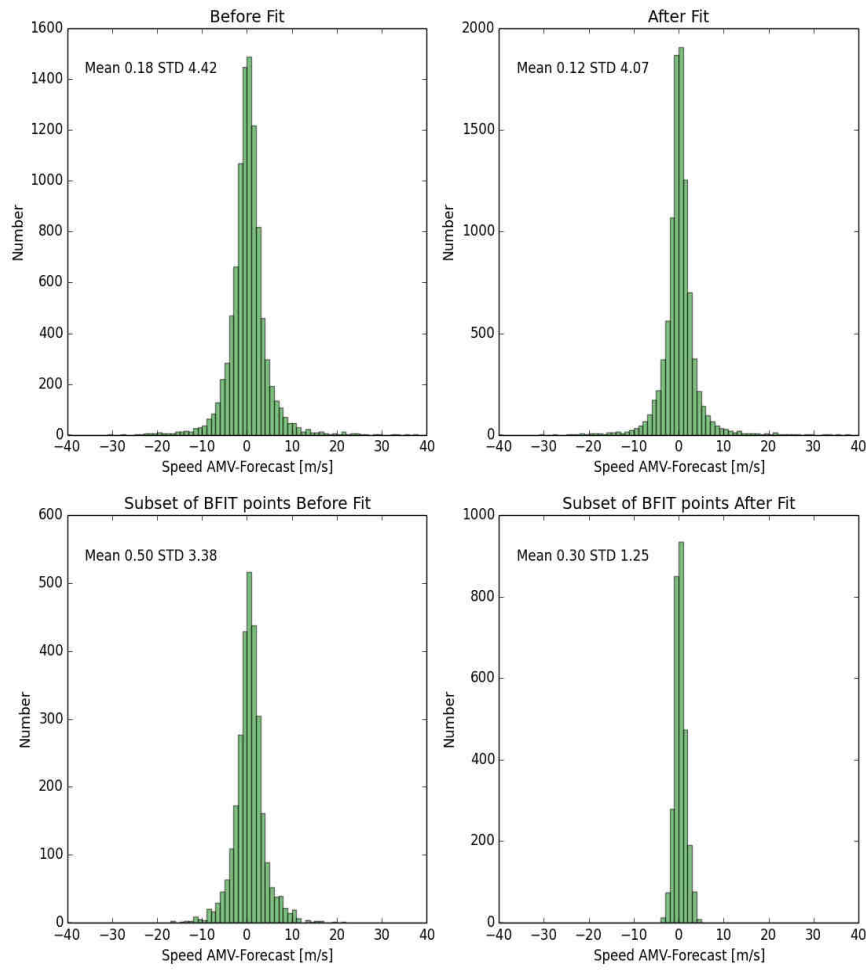 Before Fit
1600
1400
1200
1000
800
600
400
200
0
Number
Mean 0.18 STD 4.42
−40 −30 −20 −10 0 10 20 30 40
Speed AMV-Forecast [m/s]
After Fit
2000
1500
1000
500
0
Number
Mean 0.12 STD 4.07
−40 −30 −20 −10 0 10 20 30 40
Speed AMV-Forecast [m/s]
Subset of BFIT points Before Fit
600
500
400
300
200
100
0
Number
Mean 0.50 STD 3.38
−40 −30 −20 −10 0 10 20 30 40
Speed AMV-Forecast [m/s]
Subset of BFIT points After Fit
1000
800
600
400
200
0
Number
Mean 0.30 STD 1.25
−40 −30 −20 −10 0 10 20 30 40
Speed AMV-Forecast [m/s]